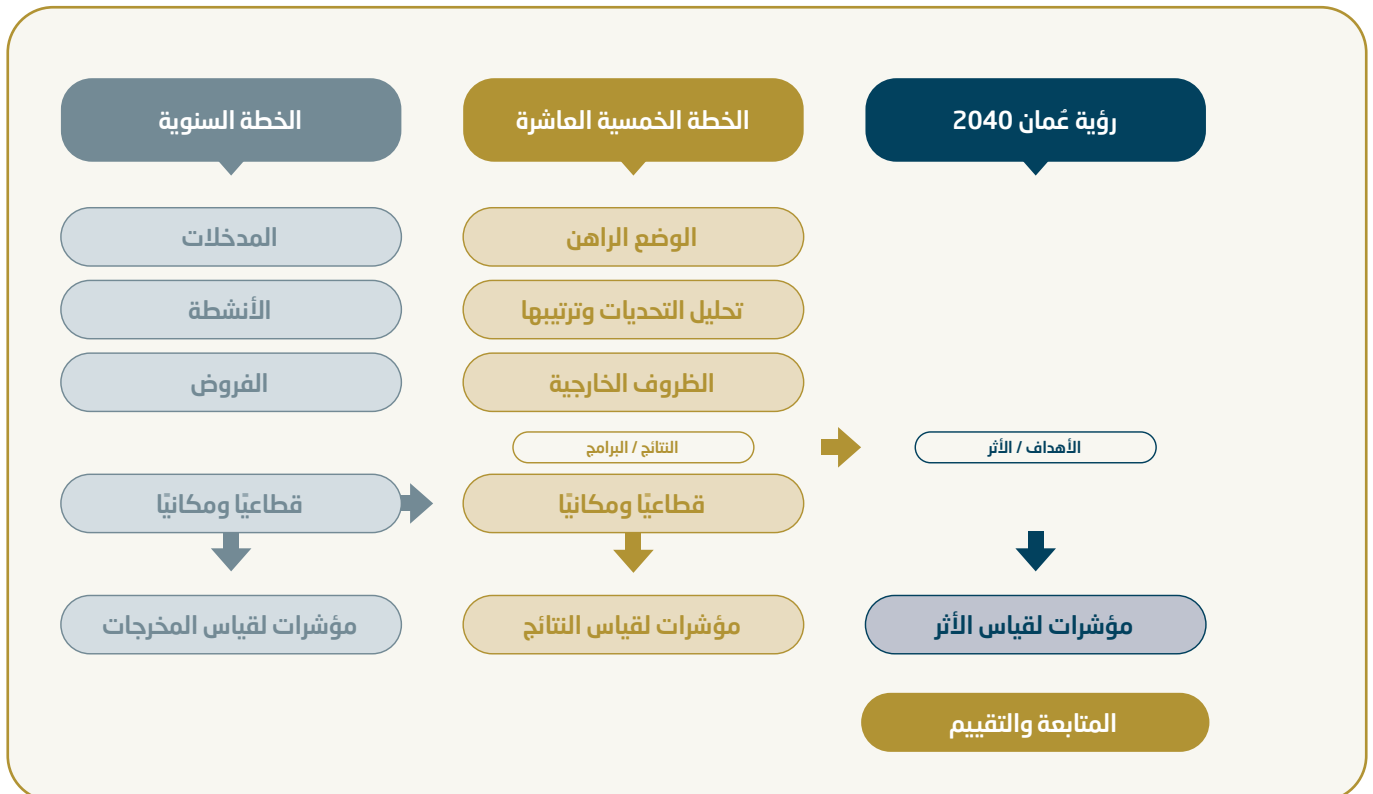 رؤية عُمان 2040
الخطة الخمسية العاشرة
الخطة السنوية
الوضع الراهن
المدخلات
تحليل التحديات وترتيبها
الأنشطة
الظروف الخارجية
الفروض
الأهداف / الأثر
النتائج / البرامج
قطاعيًا ومكانيًا
قطاعيًا ومكانيًا
مؤشرات لقياس الأثر
مؤشرات لقياس النتائج
مؤشرات لقياس المخرجات
المتابعة والتقييم